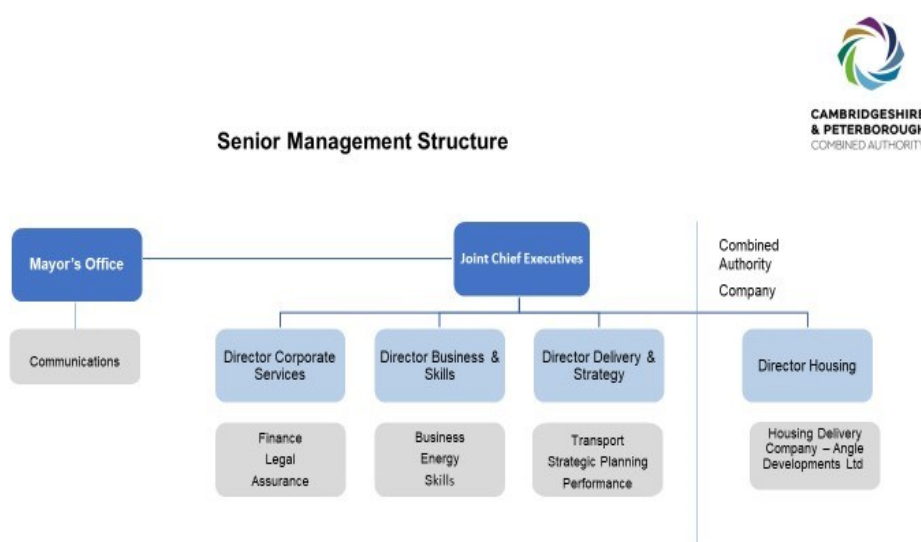 CAMBRIDGESHIRE
& PETERBOROUGH
COMBINED AUTHORITY
Senior Management Structure
Mayor's Office
Joint Chief Executives
Combined
Authority
Company
Communications
Director Corporate
Services
Director Business &
Skills
Director Delivery &
Strategy
Director Housing
Finance
Legal
Assurance
Business
Energy
Skills
Transport
Strategic Planning
Performance
Housing Delivery
Company – Angle
Developments Ltd